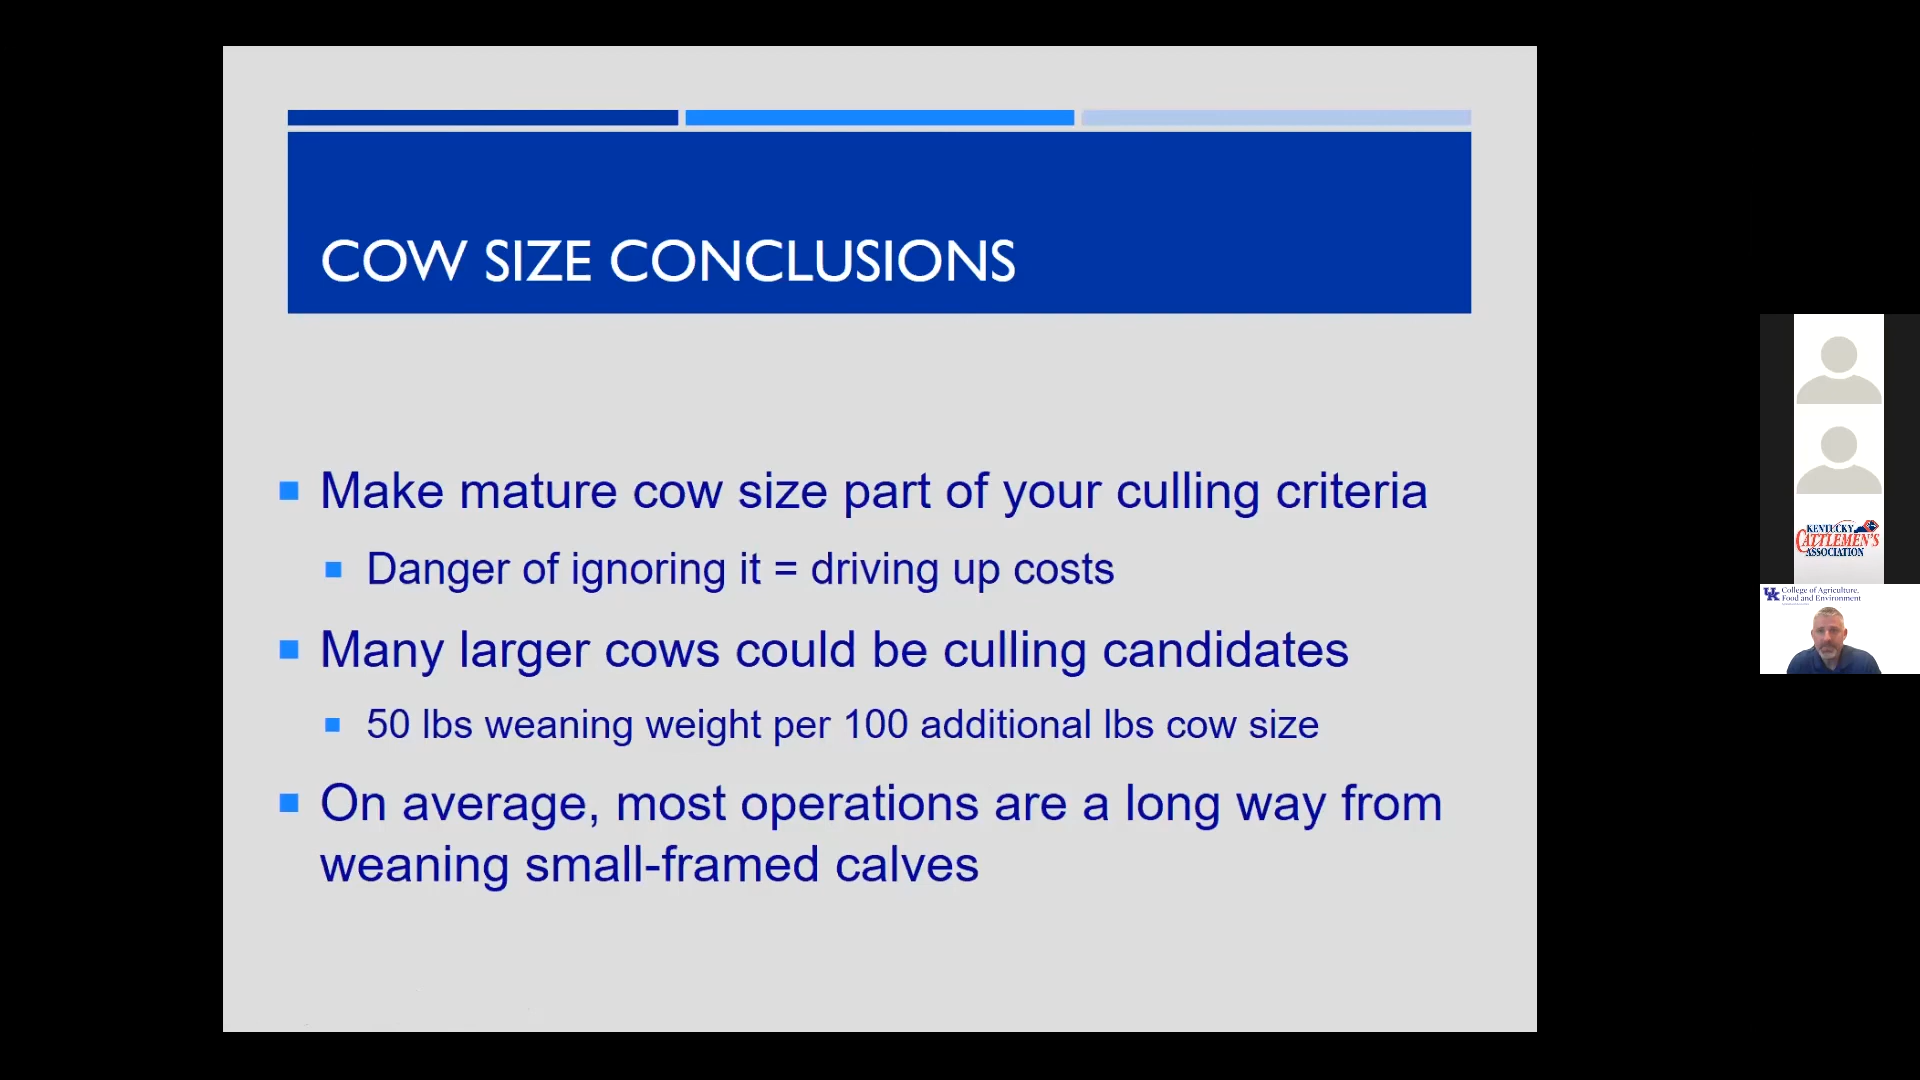 COW SIZE CONCLUSIONS
Make mature cow size part of your culling criteria
Danger of ignoring it = driving up costs
Many larger cows could be culling candidates
50 lbs weaning weight per 100 additional lbs cow size
On average, most operations are a long way from
weaning small-framed calves
KENTUCKY
CATTLEMEN'S
ASSOCIATION
UK College of Agriculture,
Food and Environment